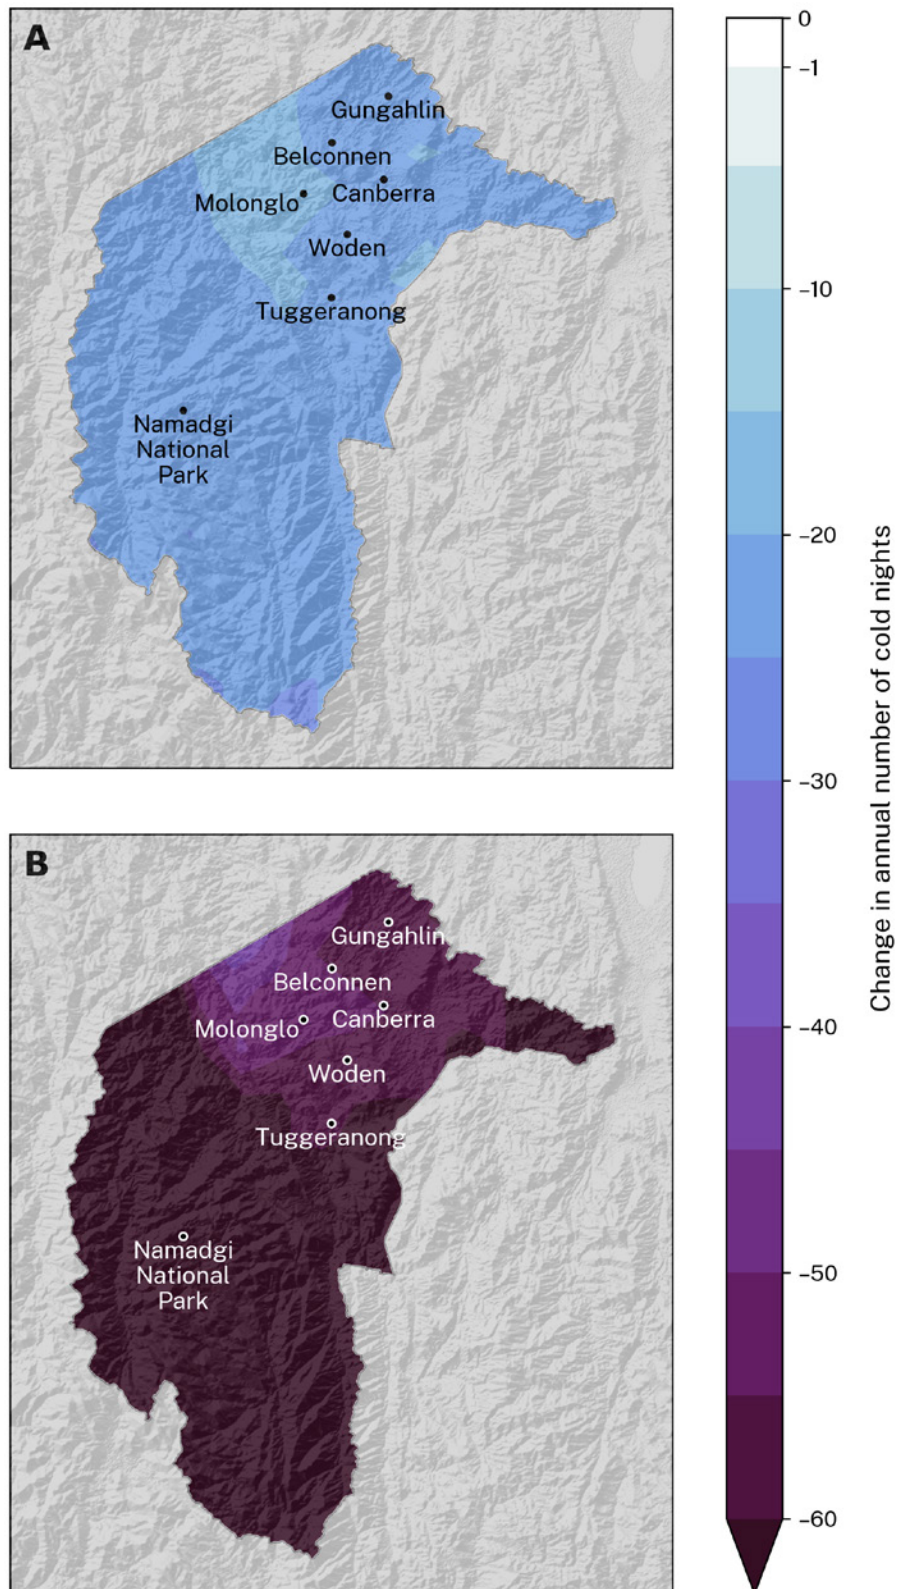 A
Gungahlin
Belconnen
Canberra
Molonglo
Woden
Tuggeranong
Namadgi
National
Park
B
Gungahlin
Belconnen
Canberra
Molonglo
Woden
Tuggeranong
Namadgi
National
Park
0
-1
-10
-20
-30
-40
-50
-60
Change in annual number of cold nights